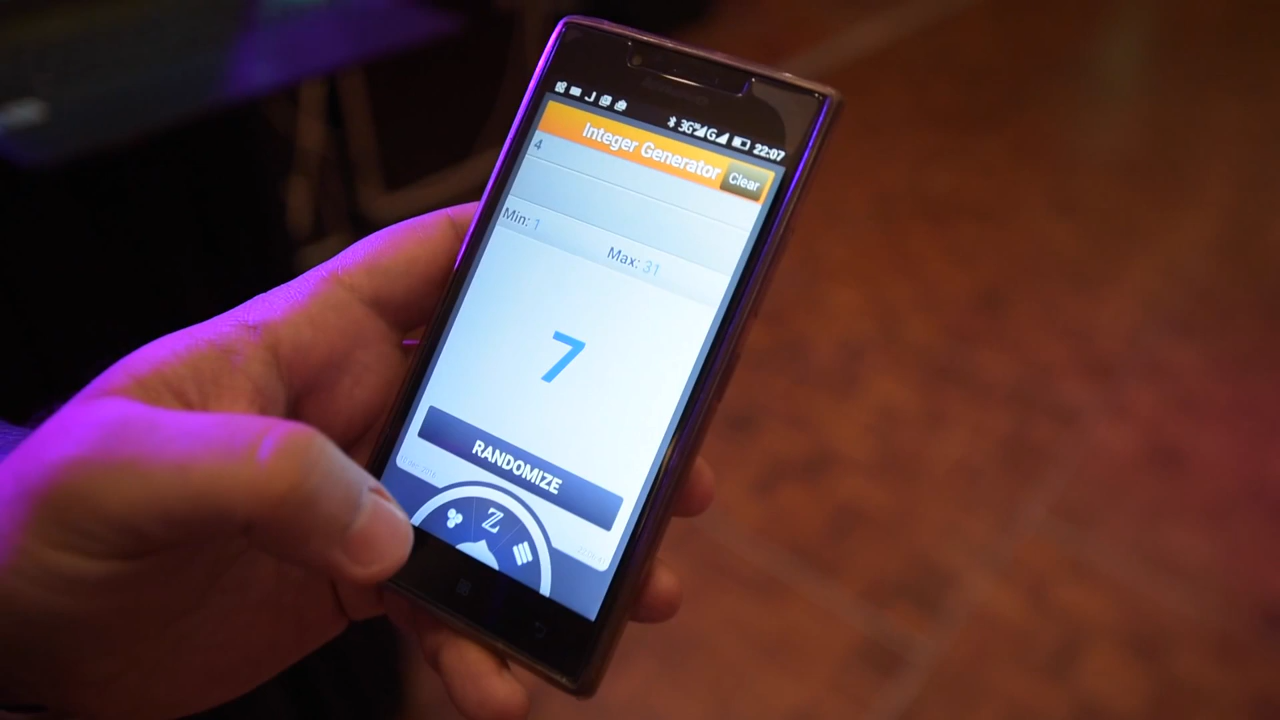 3G G 22:07
Integer Generator
Clear
4
Min: 1
Max: 31
7
RANDOMIZE
Z